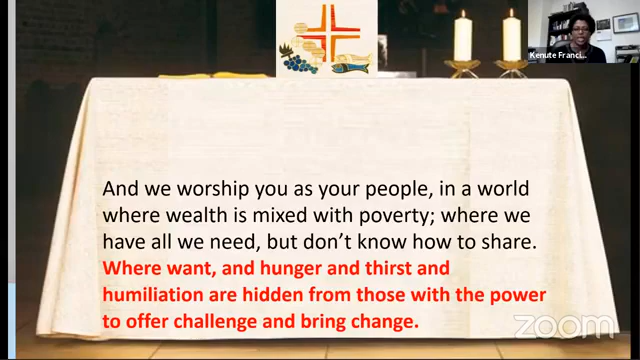 Kenute Franci...
And we worship you as your people, in a world
where wealth is mixed with poverty; where we
have all we need, but don’t know how to share.
Where want, and hunger and thirst and
humiliation are hidden from those with the power
to offer challenge and bring change.
zoom